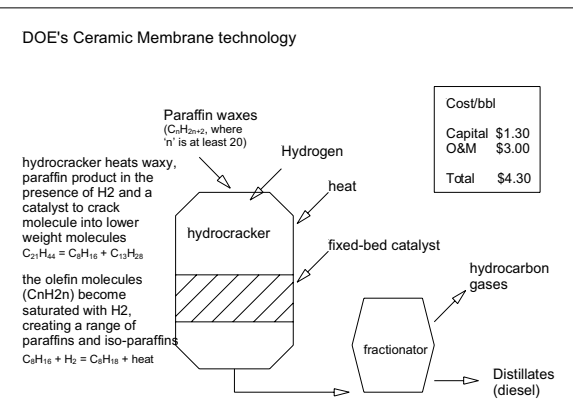 DOE's Ceramic Membrane technology
Paraffin waxes
(CₙH₂ₙ₊₂, where
'n' is at least 20)
Hydrogen
heat
hydrocracker heats waxy,
paraffin product in the
presence of H2 and a
catalyst to crack
molecule into lower
weight molecules
C₂₁H₄₄ = C₈H₁₆ + C₁₃H₂₈
the olefin molecules
(CnH2n) become
saturated with H2,
creating a range of
paraffins and iso-paraffins
C₈H₁₆ + H₂ = C₈H₁₈ + heat
hydrocracker
fixed-bed catalyst
Cost/bbl
Capital $1.30
O&M $3.00
Total $4.30
fractionator
hydrocarbon
gases
Distillates
(diesel)